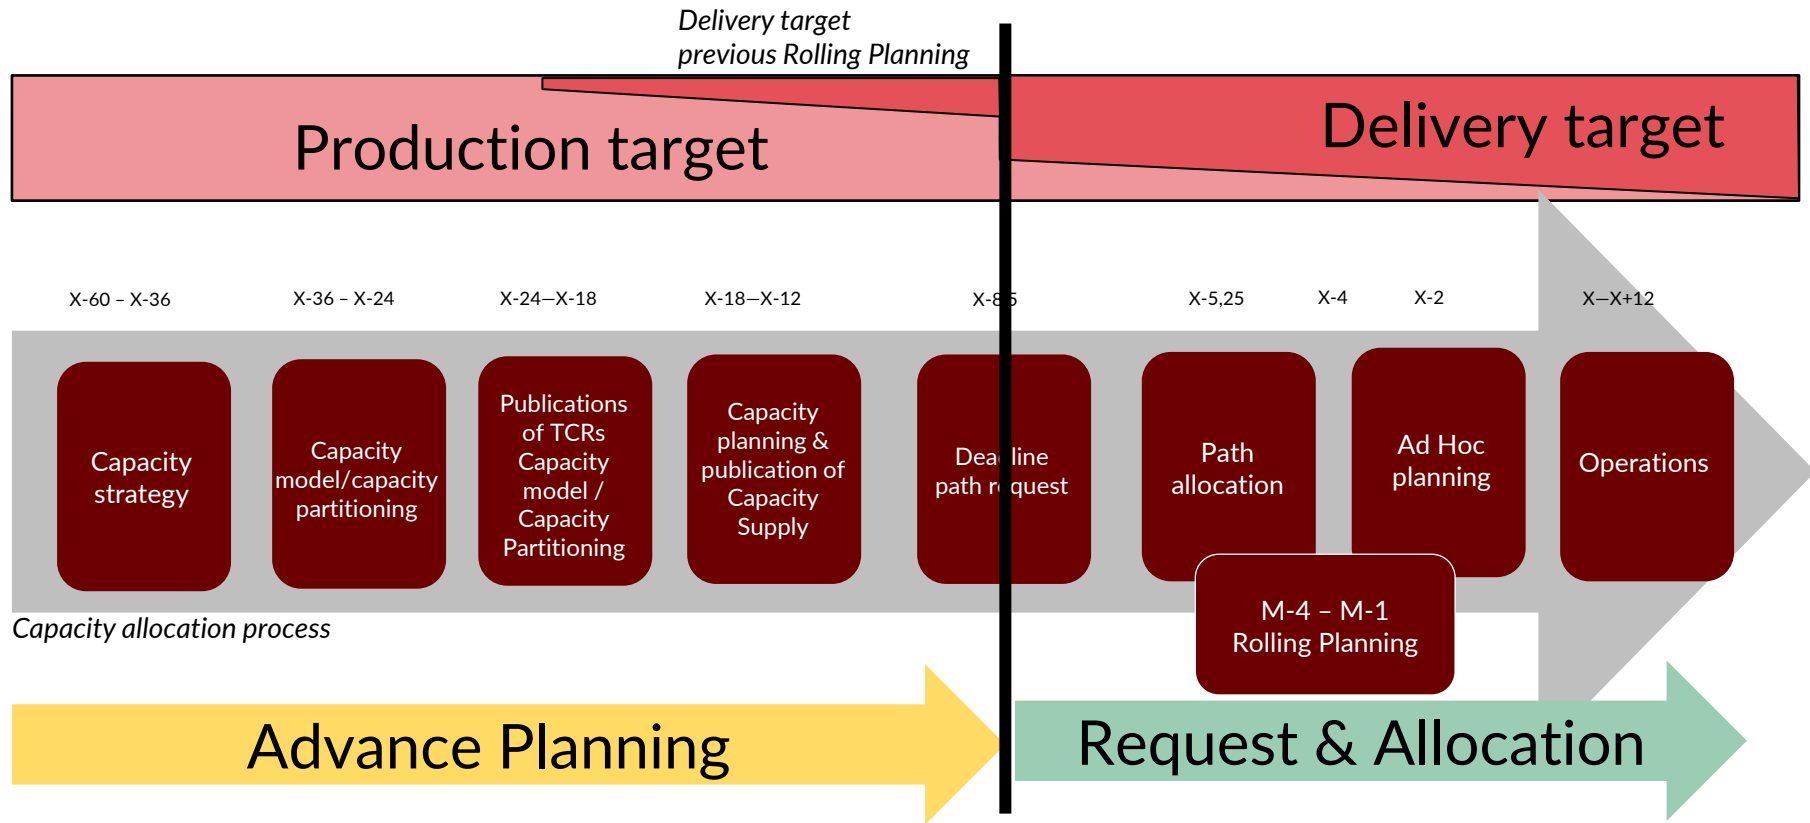 Delivery target
previous Rolling Planning
Production target
Delivery target
X-60 – X-36
X-36 – X-24
X-24—X-18
X-18—X-12
X-8,5
X-5,25
X-4
X-2
X—X+12
Capacity
strategy
Capacity
model/capacity
partitioning
Publications
of TCRs
Capacity
model /
Capacity
Partitioning
Capacity
planning &
publication of
Capacity
Supply
Deadline
path request
Path
allocation
Ad Hoc
planning
Operations
M-4 – M-1
Rolling Planning
Capacity allocation process
Advance Planning
Request & Allocation